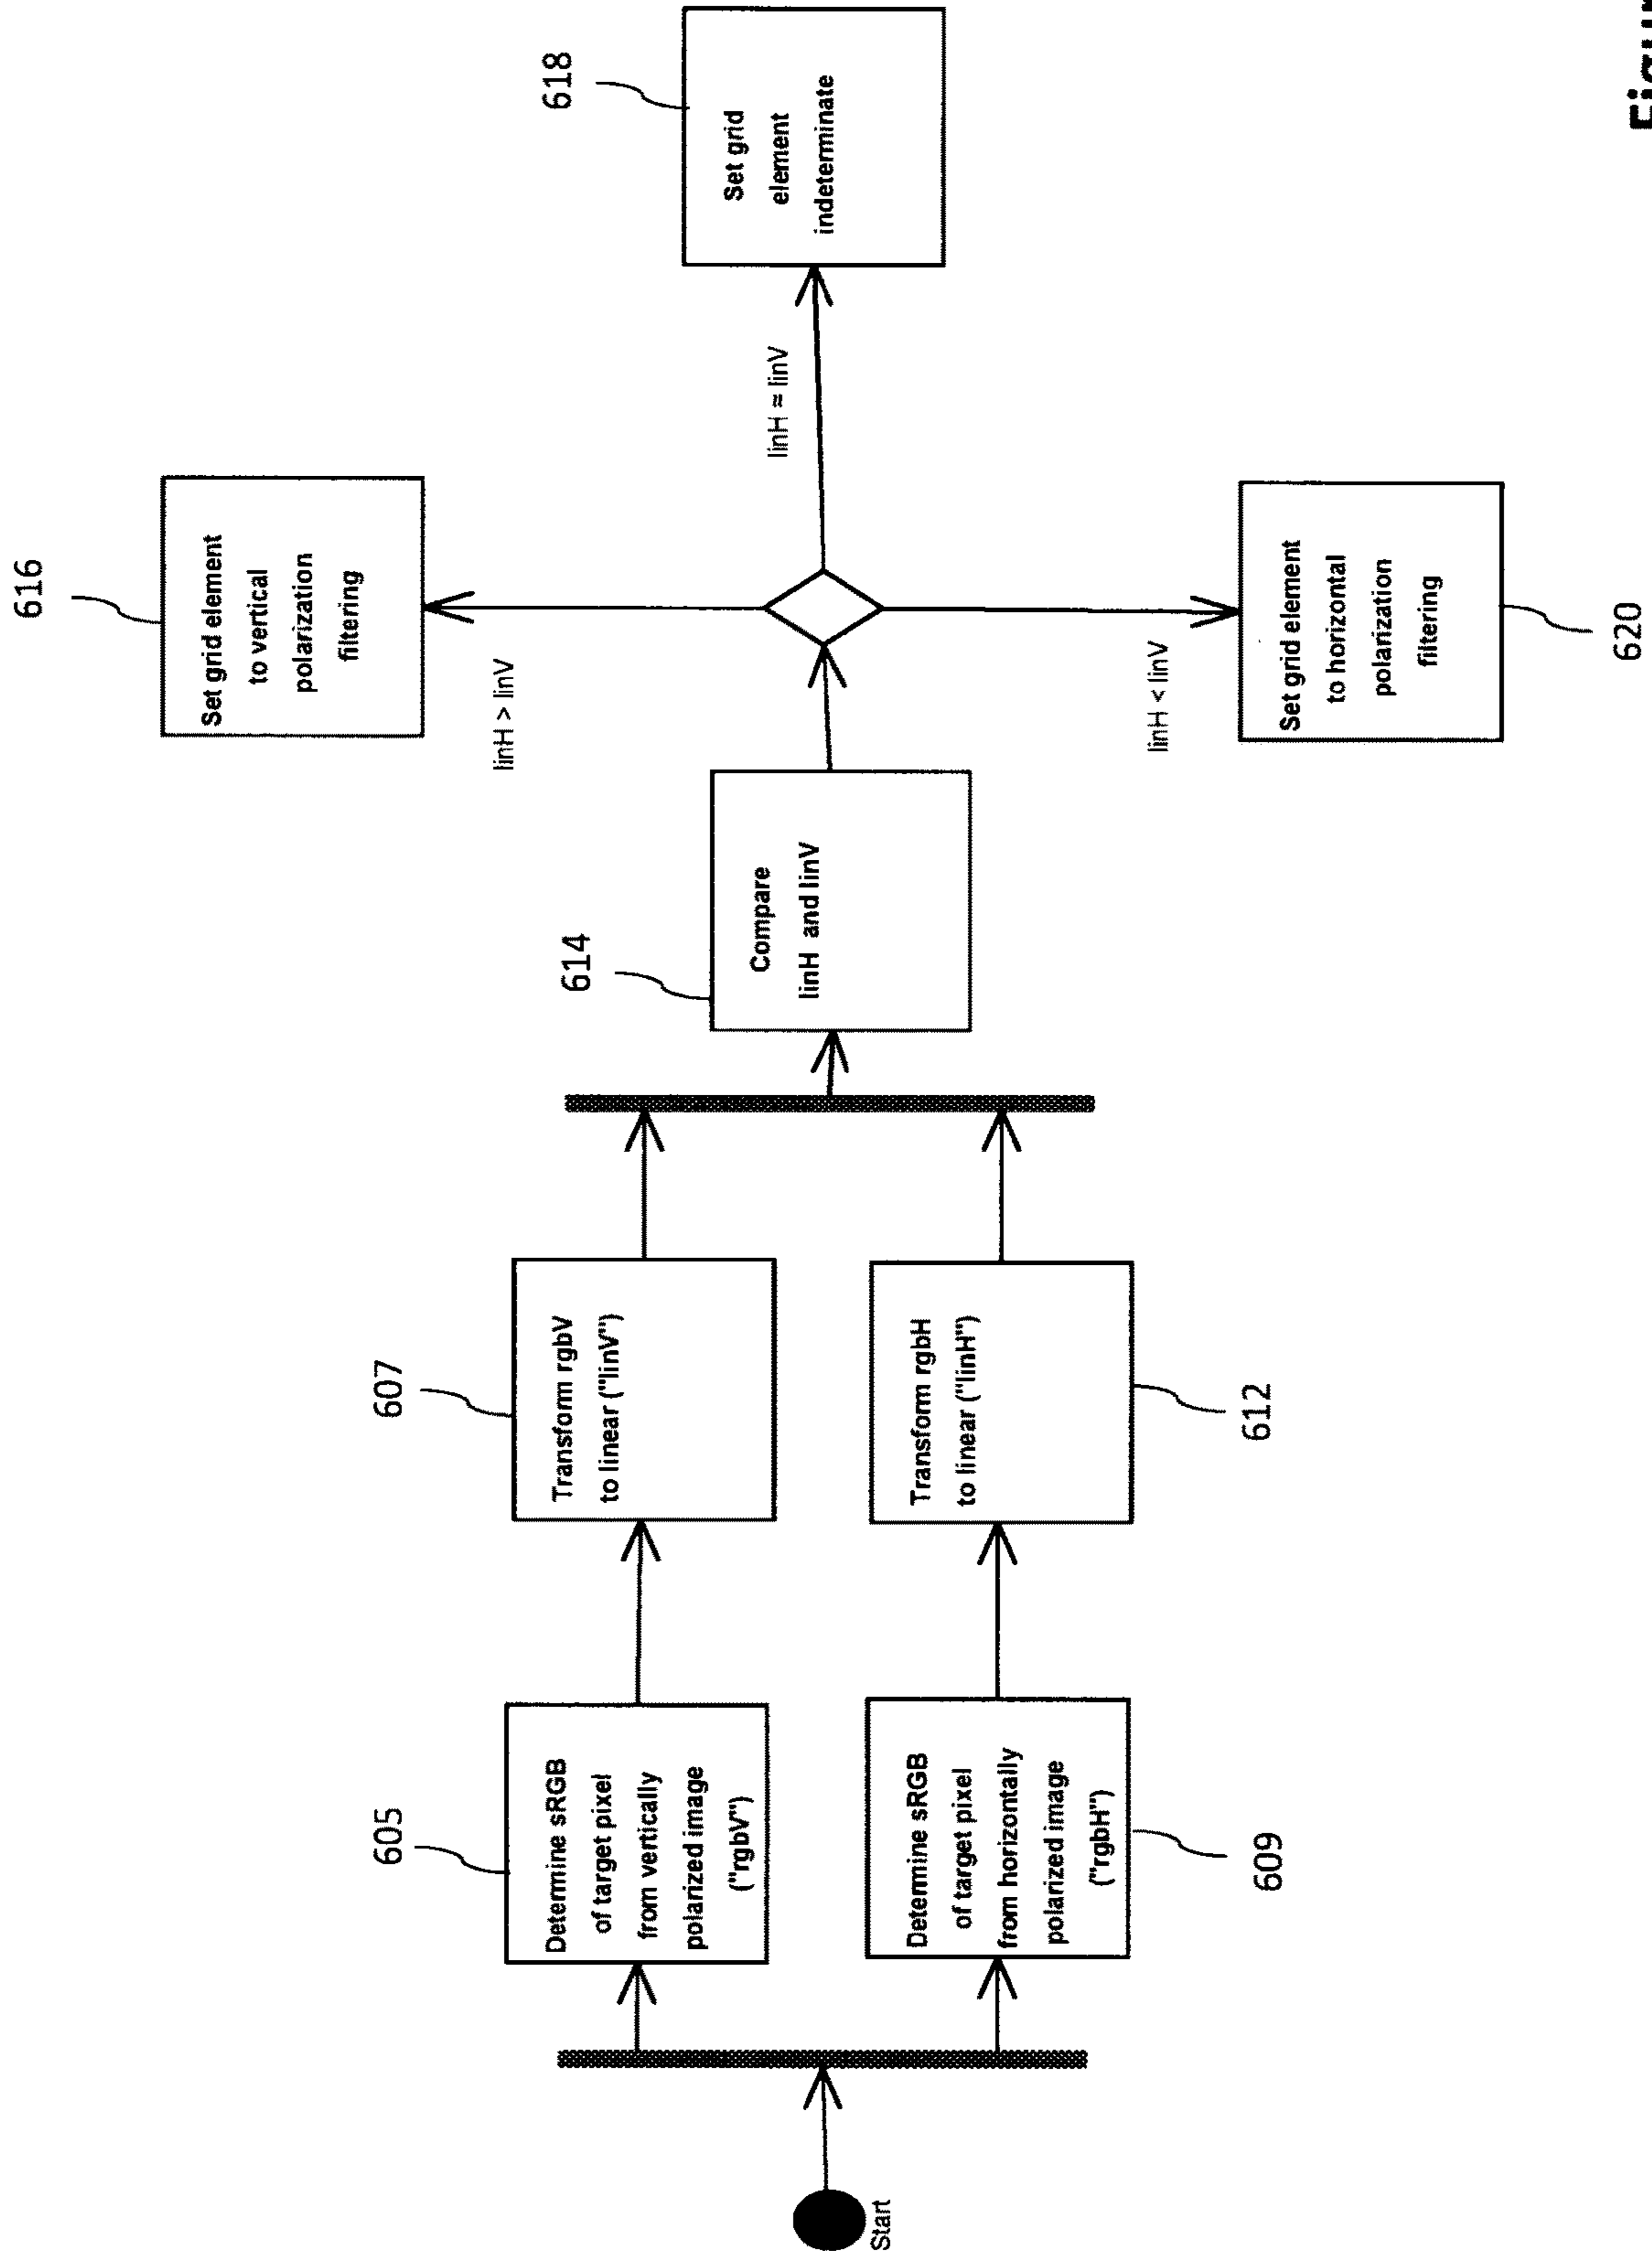 Start
605
Determine sRGB
of target pixel
from vertically
polarized image
("rgbV")
609
Determine sRGB
of target pixel
from horizontally
polarized image
("rgbH")
607
Transform rgbV
to linear ("linV")
612
Transform rgbH
to linear ("linH")
614
Compare
linH and linV
616
Set grid element
to vertical
polarization
filtering
linH > linV
linH ≈ linV
618
Set grid
element
indeterminate
linH < linV
620
Set grid element
to horizontal
polarization
filtering